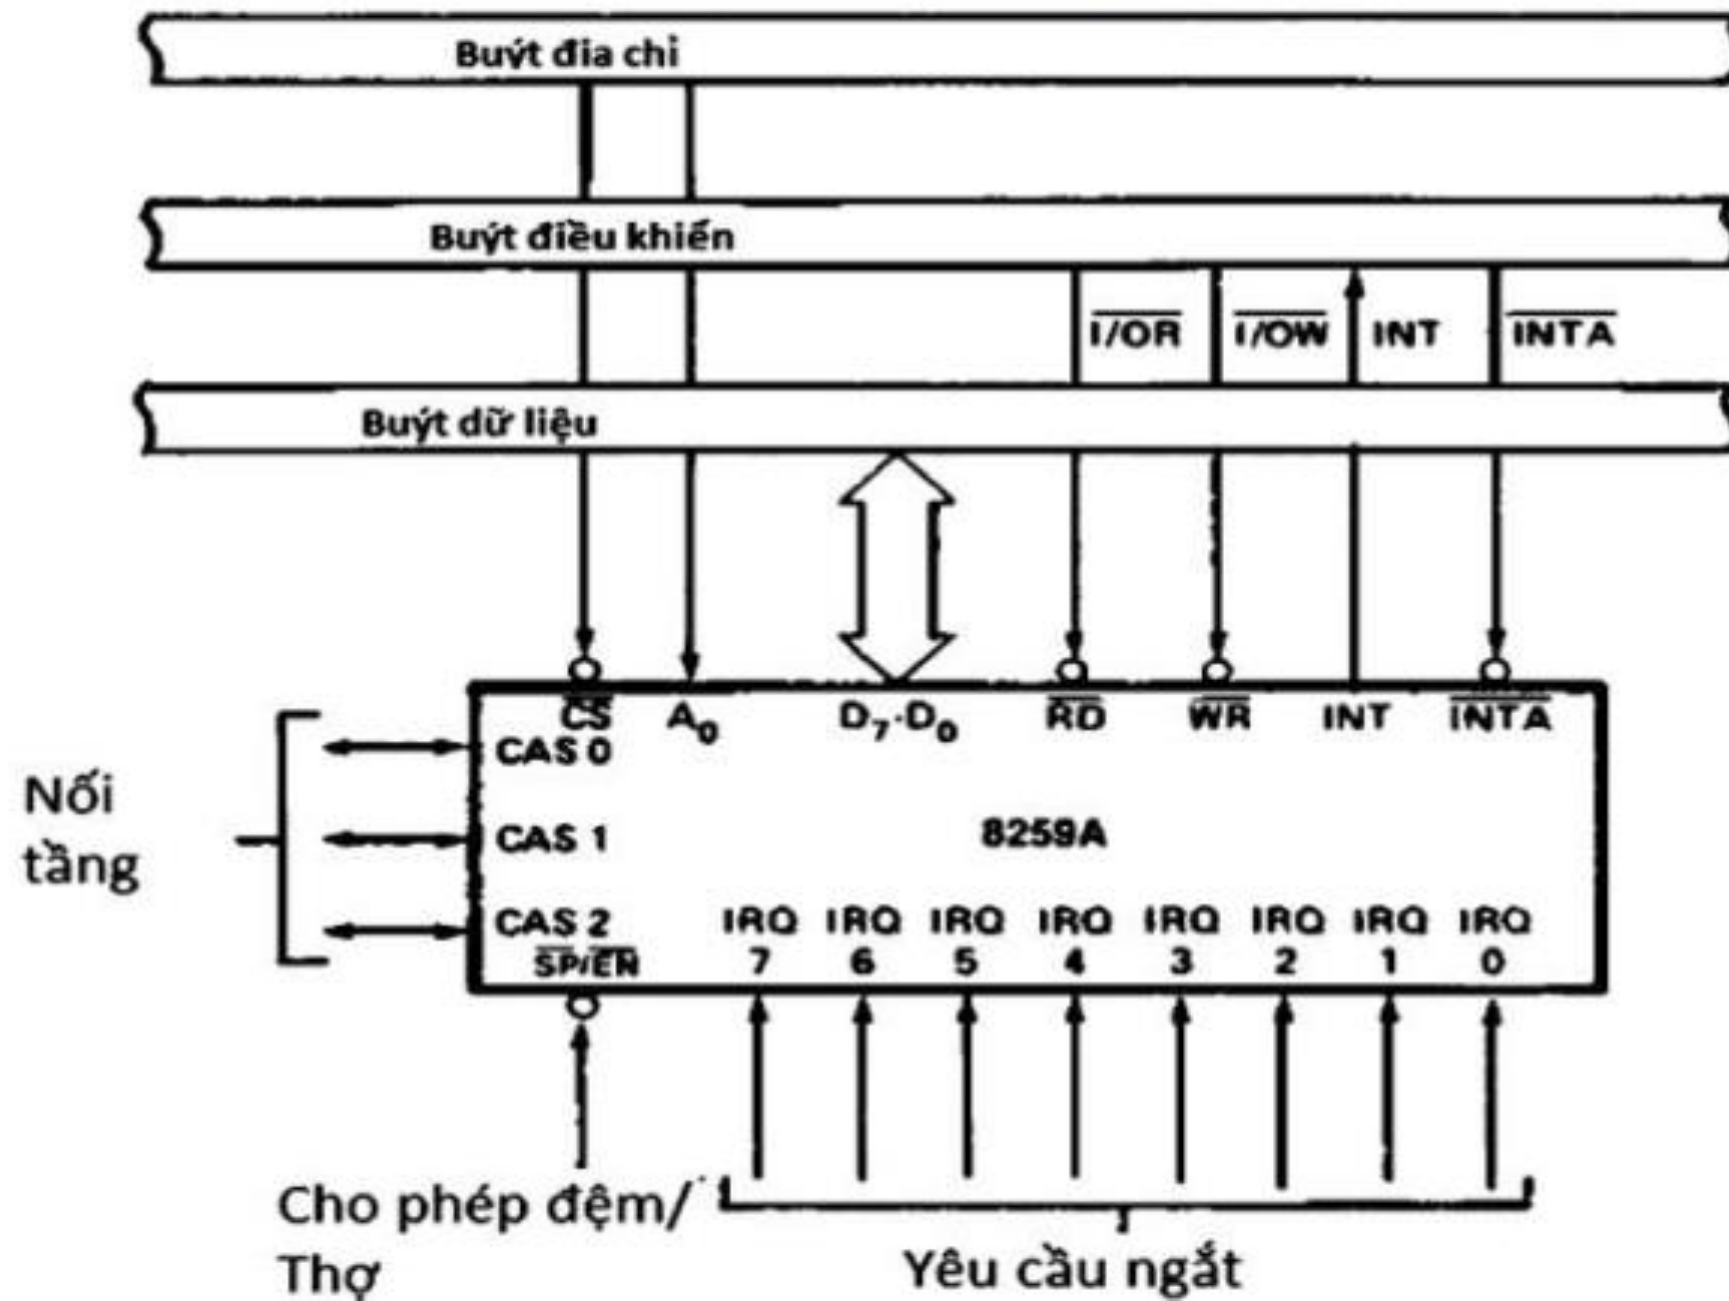 Buýt đia chỉ
Buýt điều khiển
I/OR I/OW INT INTA
Buýt dữ liệu
CS A0 D7-D0 RD WR INT INTA
CAS 0
Nối
tầng
CAS 1
8259A
CAS 2
IRQ IRQ IRQ IRQ IRQ IRQ IRQ IRQ
SP/EN 7 6 5 4 3 2 1 0
Cho phép đệm/
Thợ
Yêu cầu ngắt